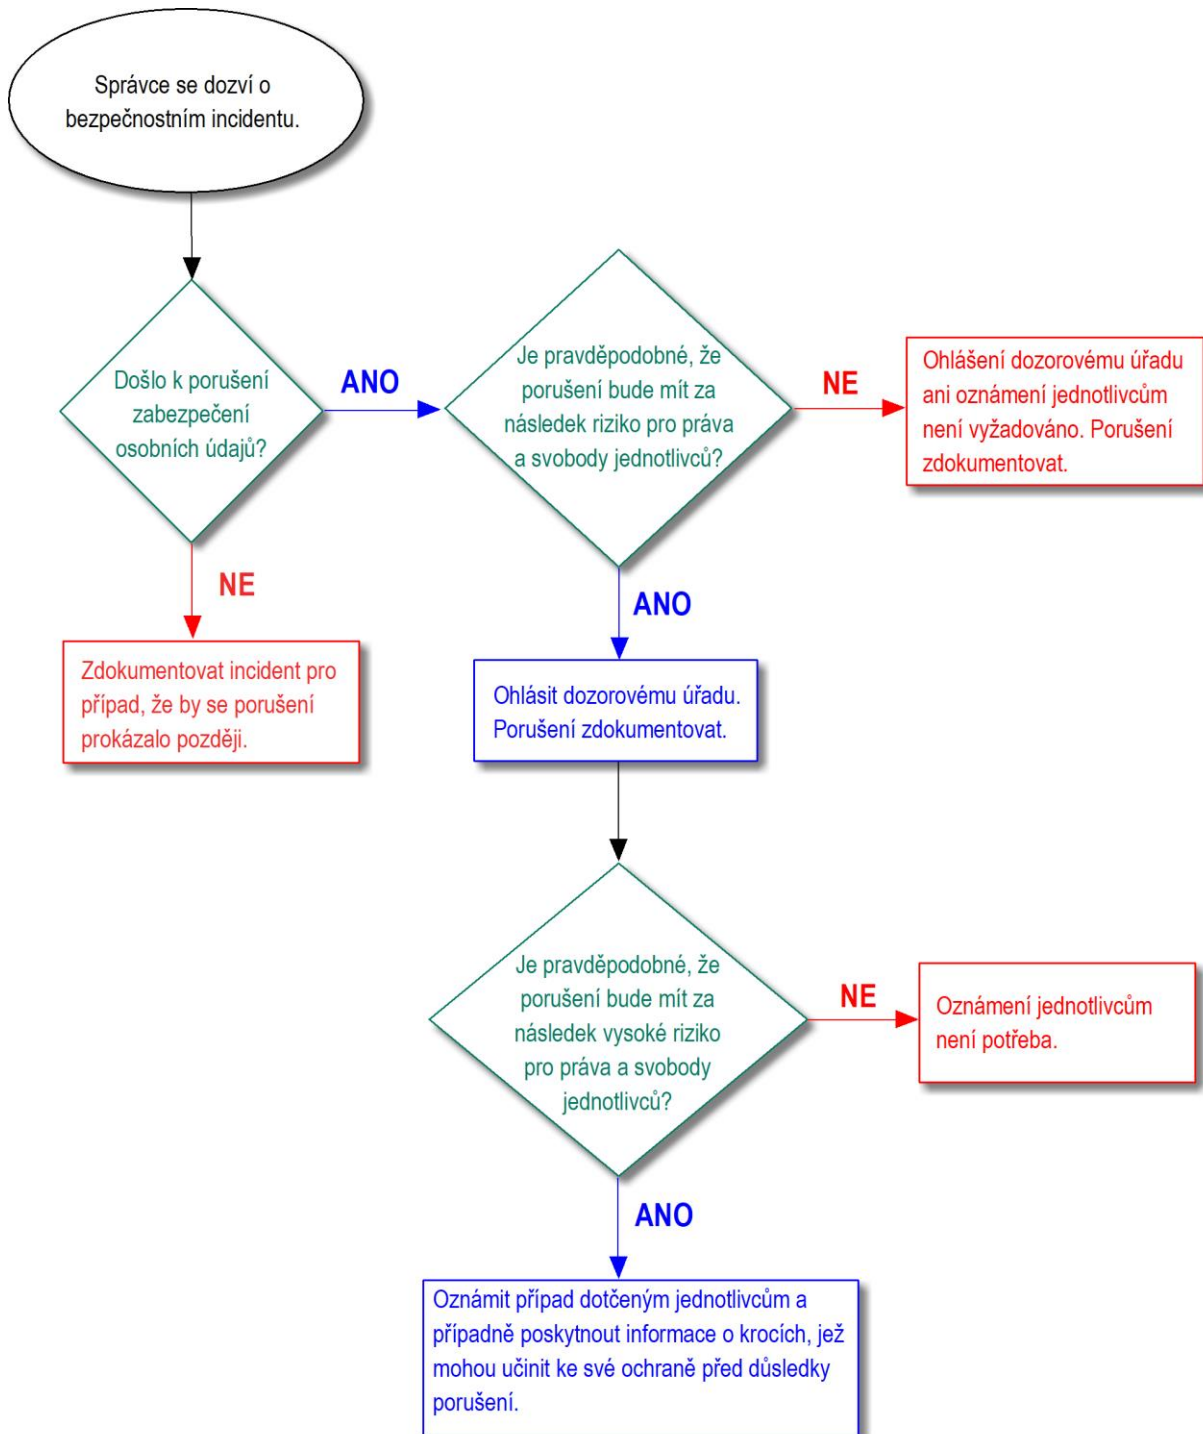 Správce se dozví o
bezpečnostním incidentu.
Došlo k porušení
zabezpečení
osobních údajů?
ANO
Je pravděpodobné, že
porušení bude mít za
následek riziko pro práva
a svobody jednotlivců?
NE
Ohlášení dozorovému úřadu
ani oznámení jednotlivcům
není vyžadováno. Porušení
zdokumentovat.
NE
Zdokumentovat incident pro
případ, že by se porušení
prokázalo později.
ANO
Ohlásit dozorovému úřadu.
Porušení zdokumentovat.
Je pravděpodobné, že
porušení bude mít za
následek vysoké riziko
pro práva a svobody
jednotlivců?
NE
Oznámení jednotlivcům
není potřeba.
ANO
Oznámit případ dotčeným jednotlivcům a
případně poskytnout informace o krocích, jež
mohou učinit ke své ochraně před důsledky
porušení.